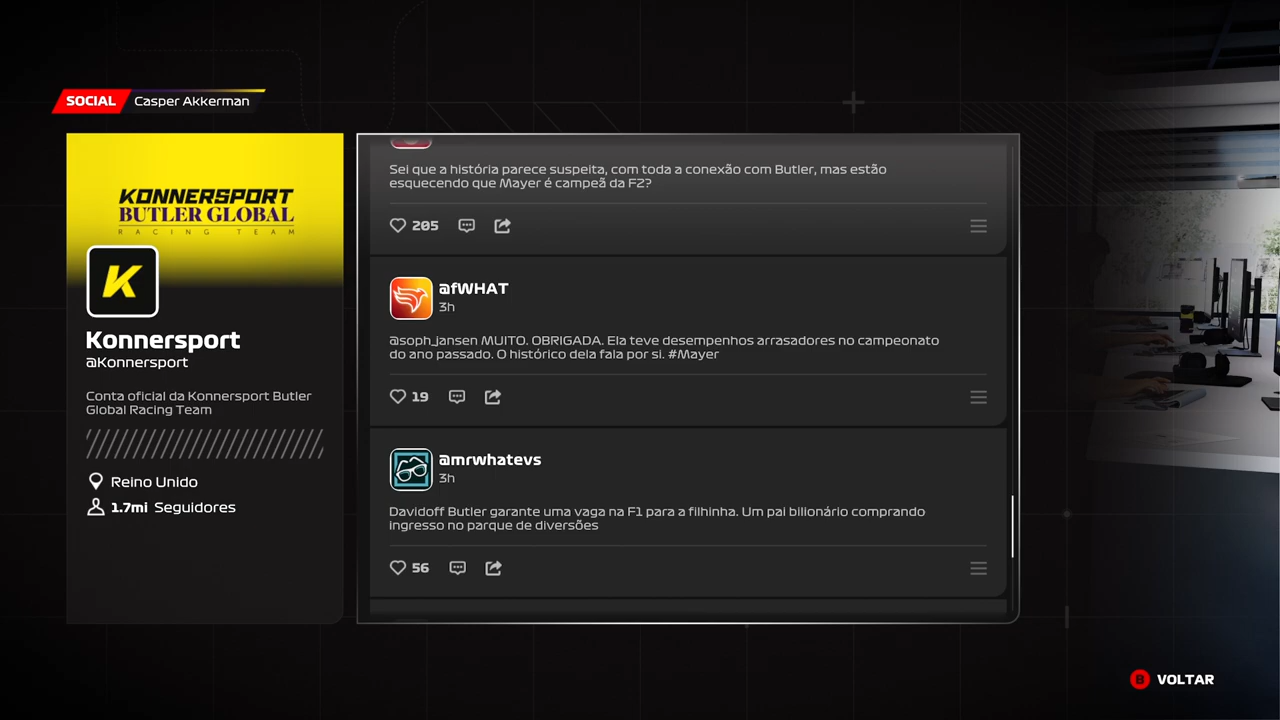 SOCIAL Casper Akkerman
KONNERSPORT
BUTLER GLOBAL
RACING TEAM
K
Konnersport
@Konnersport
Conta oficial da Konnersport Butler
Global Racing Team
Reino Unido
1.7mi Seguidores
Sei que a história parece suspeita, com toda a conexão com Butler, mas estão
esquecendo que Mayer é campeã da F2?
205
@fWHAT
3h
@soph_jansen MUITO. OBRIGADA. Ela teve desempenhos arrasadores no campeonato
do ano passado. O histórico dela fala por si. #Mayer
19
@mrwhatevs
3h
Davidoff Butler garante uma vaga na F1 para a filhinha. Um pai bilionário comprando
ingresso no parque de diversões
56
B VOLTAR